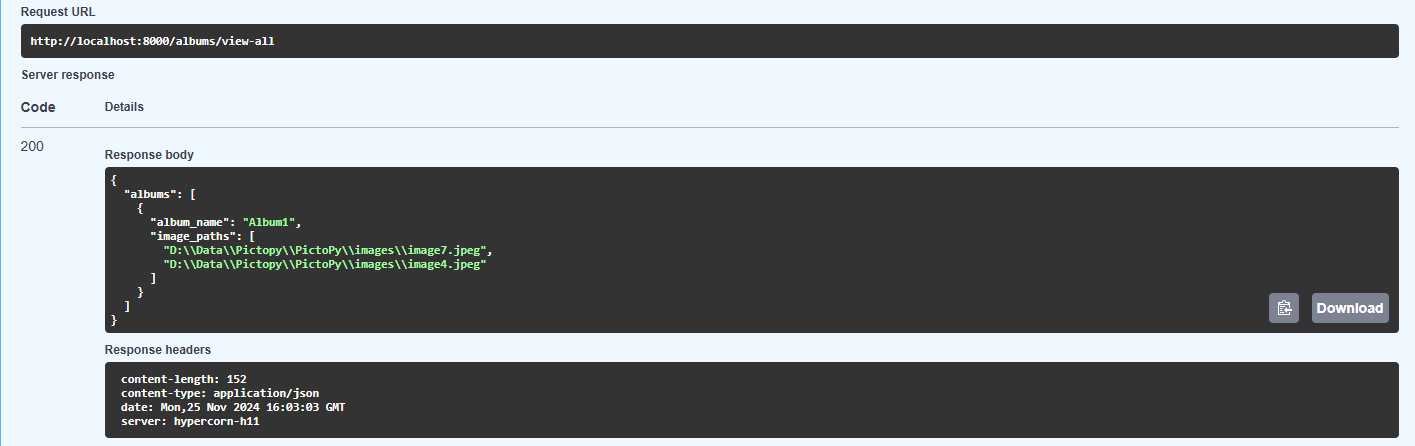 Request URL
http://localhost:8000/albums/view-all
Server response
Code Details
200
Response body
{
  "albums": [
    {
      "album_name": "Album1",
      "image_paths": [
        "D:\\Data\\Pictopy\\PictoPy\\images\\image7.jpeg",
        "D:\\Data\\Pictopy\\PictoPy\\images\\image4.jpeg"
      ]
    }
  ]
}
Download
Response headers
content-length: 152
content-type: application/json
date: Mon,25 Nov 2024 16:03:03 GMT
server: hypercorn-h11